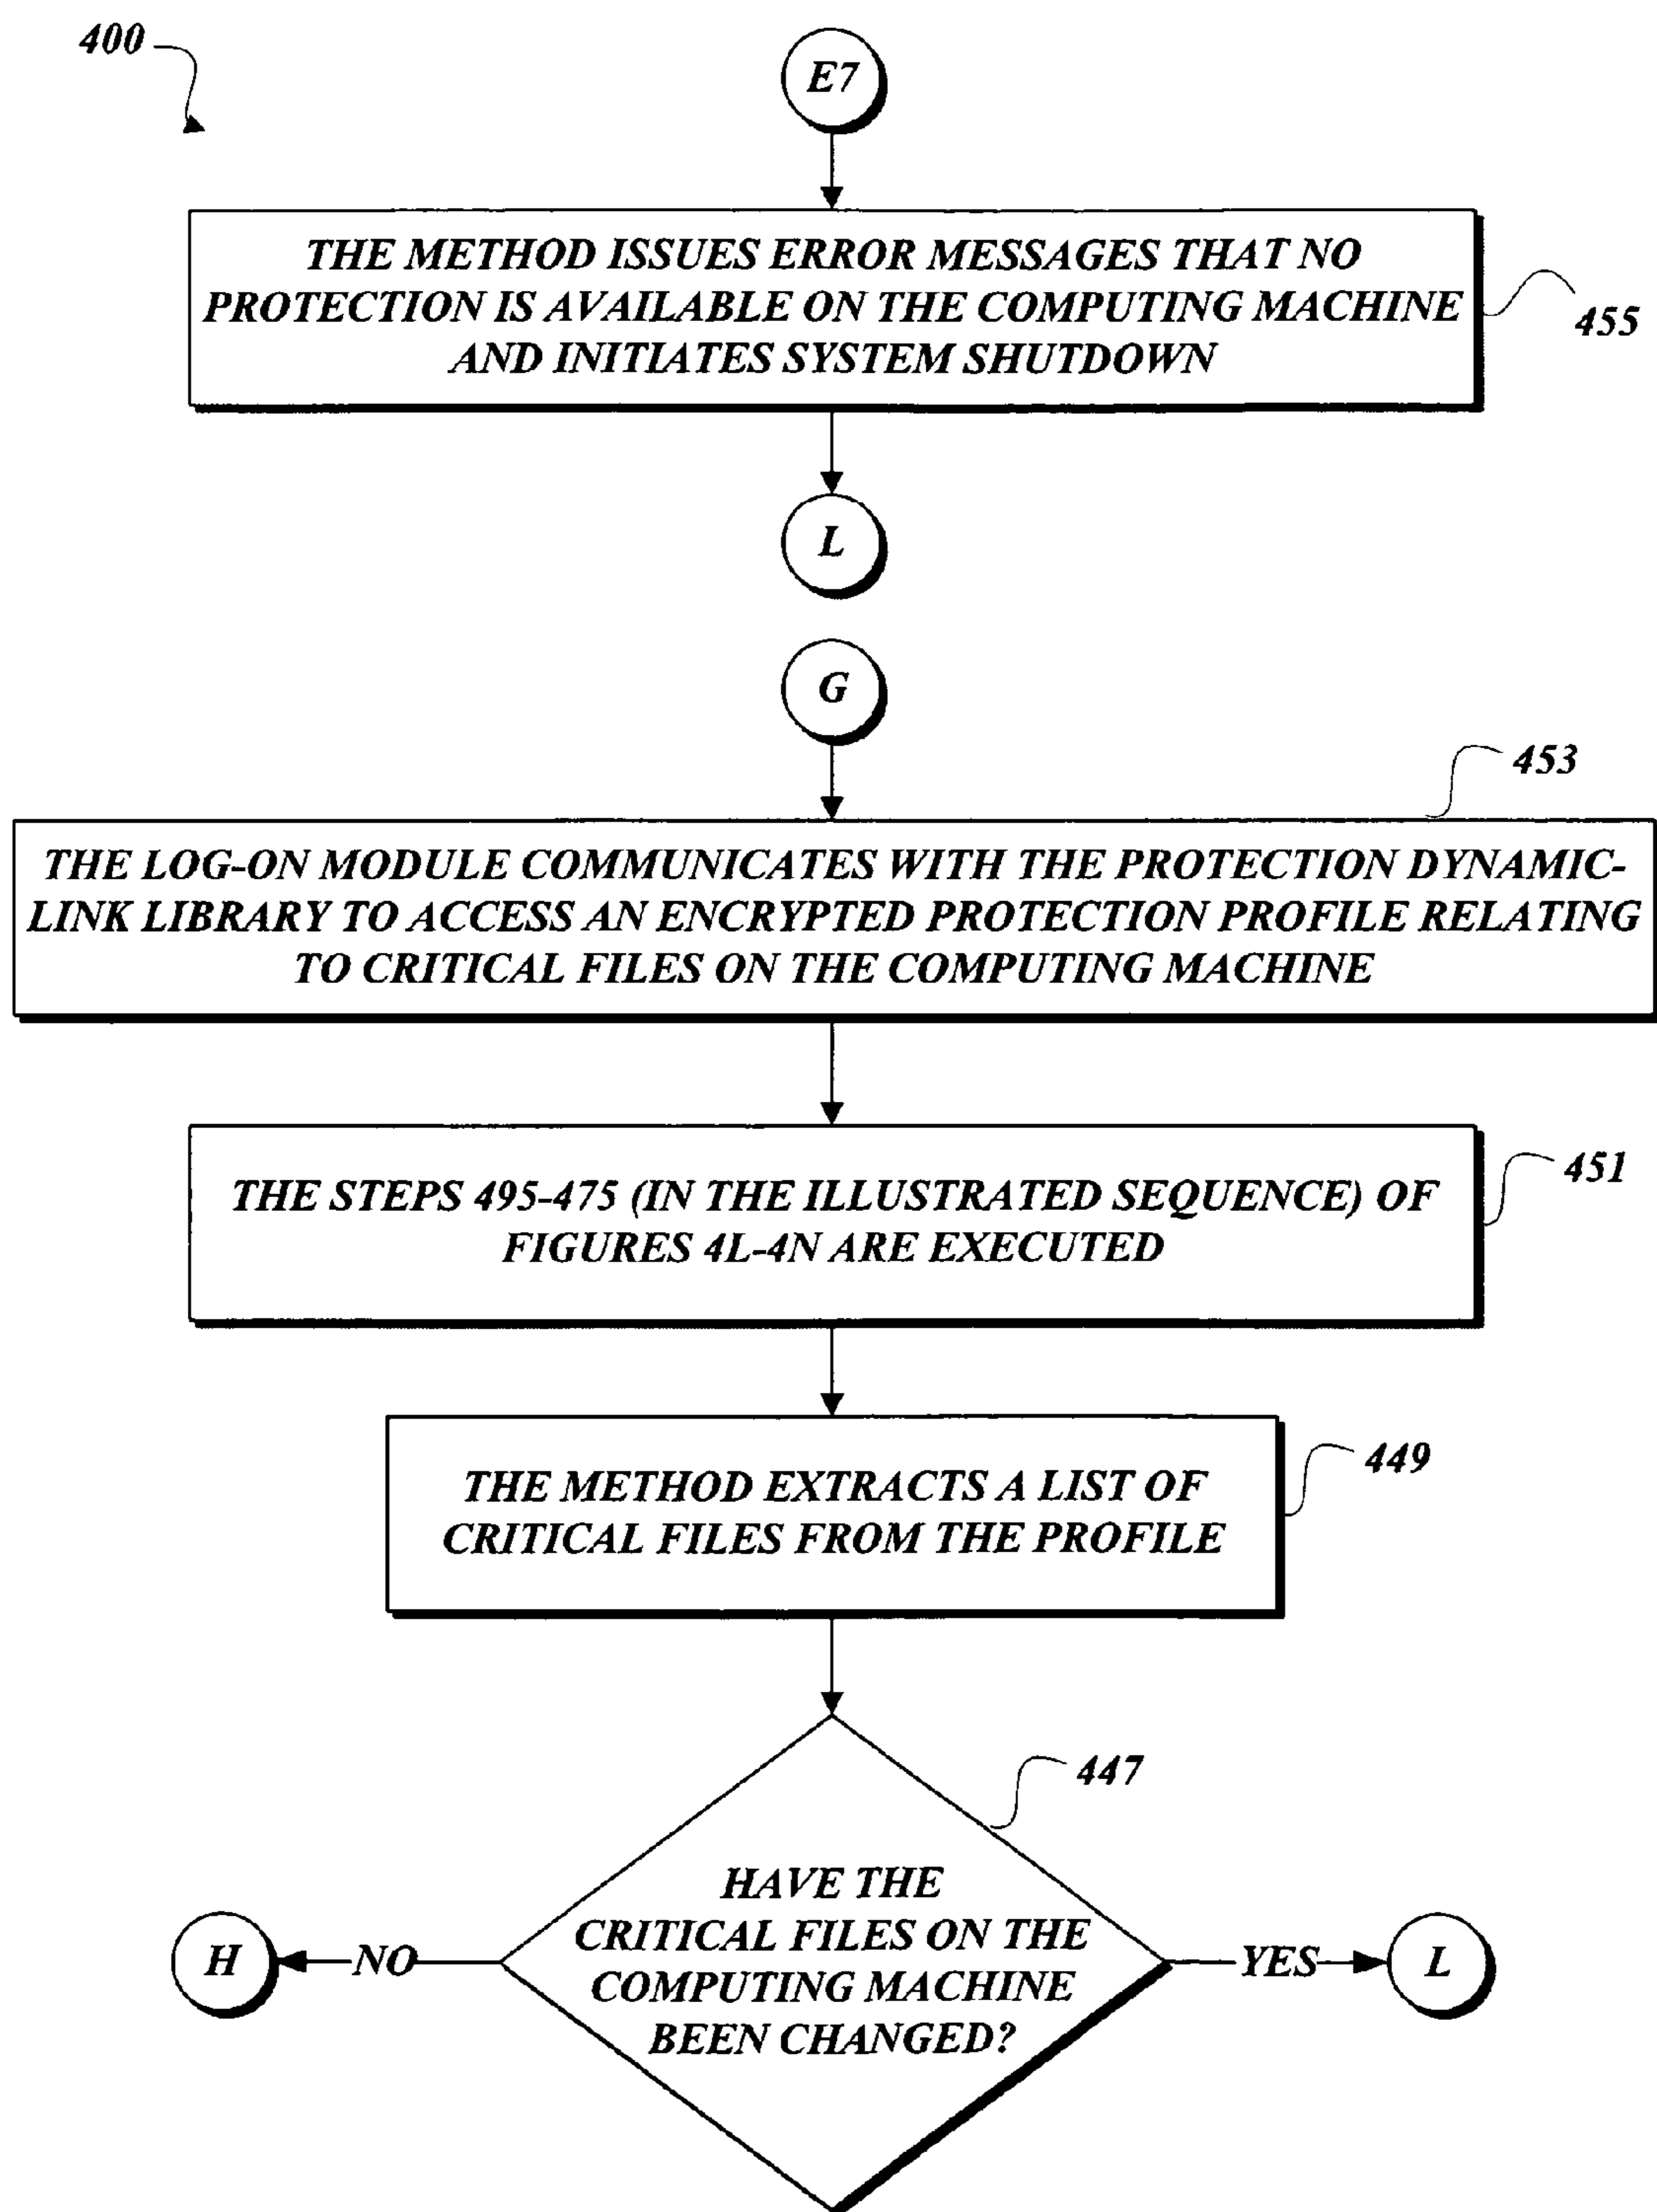 400
E7
THE METHOD ISSUES ERROR MESSAGES THAT NO
PROTECTION IS AVAILABLE ON THE COMPUTING MACHINE
AND INITIATES SYSTEM SHUTDOWN
455
L
G
453
THE LOG-ON MODULE COMMUNICATES WITH THE PROTECTION DYNAMIC-
LINK LIBRARY TO ACCESS AN ENCRYPTED PROTECTION PROFILE RELATING
TO CRITICAL FILES ON THE COMPUTING MACHINE
THE STEPS 495-475 (IN THE ILLUSTRATED SEQUENCE) OF
FIGURES 4L-4N ARE EXECUTED
451
THE METHOD EXTRACTS A LIST OF
CRITICAL FILES FROM THE PROFILE
449
447
HAVE THE
CRITICAL FILES ON THE
COMPUTING MACHINE
BEEN CHANGED?
H
NO
YES
L